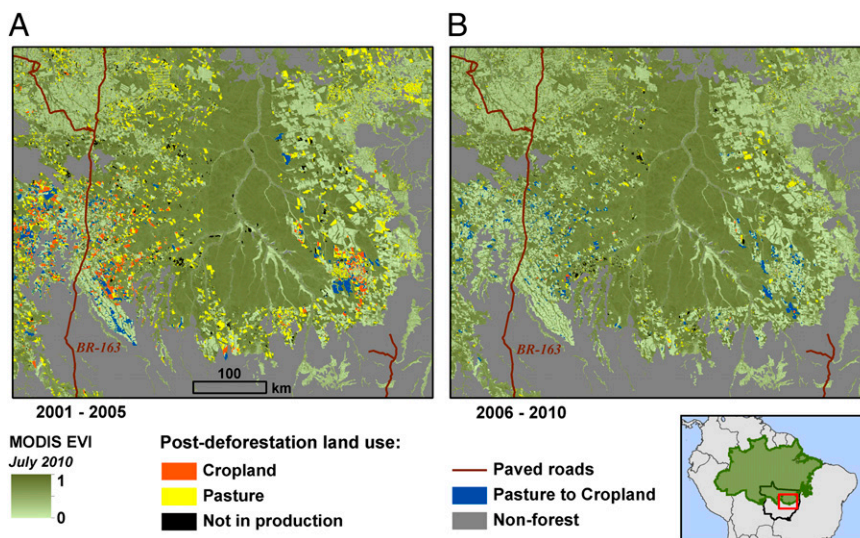 A
B
BR-163
BR-163
100
km
2001 - 2005
2006 - 2010
MODIS EVI
July 2010
1
0
Post-deforestation land use:
Cropland
Pasture
Not in production
Paved roads
Pasture to Cropland
Non-forest